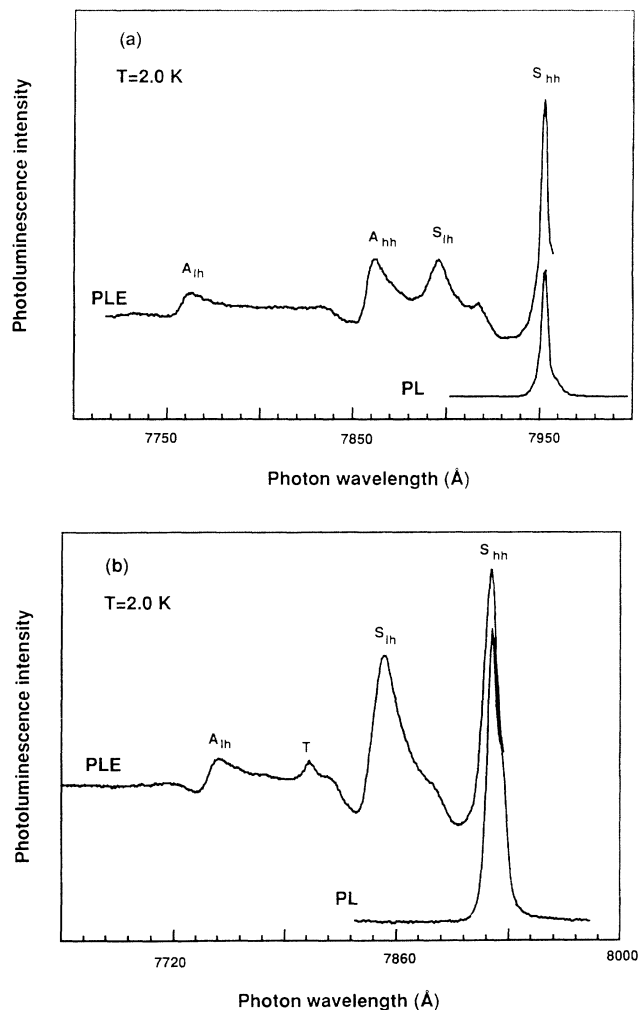 (a)
T=2.0 K
S hh
A lh
A hh
S lh
PLE
PL
Photoluminescence intensity
7750
7850
7950
Photon wavelength (Å)
(b)
T=2.0 K
S hh
S lh
A lh
T
PLE
PL
Photoluminescence intensity
7720
7860
8000
Photon wavelength (Å)